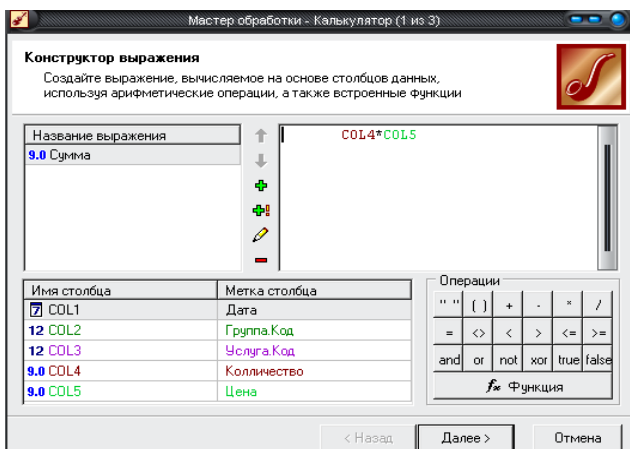 Мастер обработки - Калькулятор (1 из 3)
Конструктор выражения
Создайте выражение, вычисляемое на основе столбцов данных,
используя арифметические операции, а также встроенные функции
Название выражения
9.0 Сумма
COL4*COL5
Имя столбца Метка столбца
7 COL1 Дата
12 COL2 Группа.Код
12 COL3 Услуга.Код
9.0 COL4 Колличество
9.0 COL5 Цена
Операции
" " ( ) + - * /
= <> < > <= >=
and or not xor true false
fx Функция
< Назад Далее > Отмена